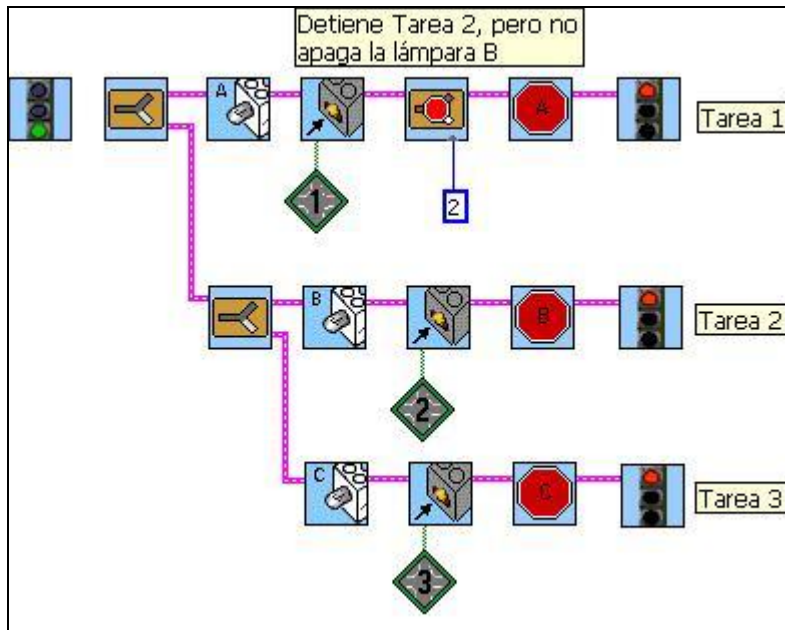 Detiene Tarea 2, pero no
apaga la lámpara B
A
A
Tarea 1
1
2
B
B
Tarea 2
2
C
C
Tarea 3
3